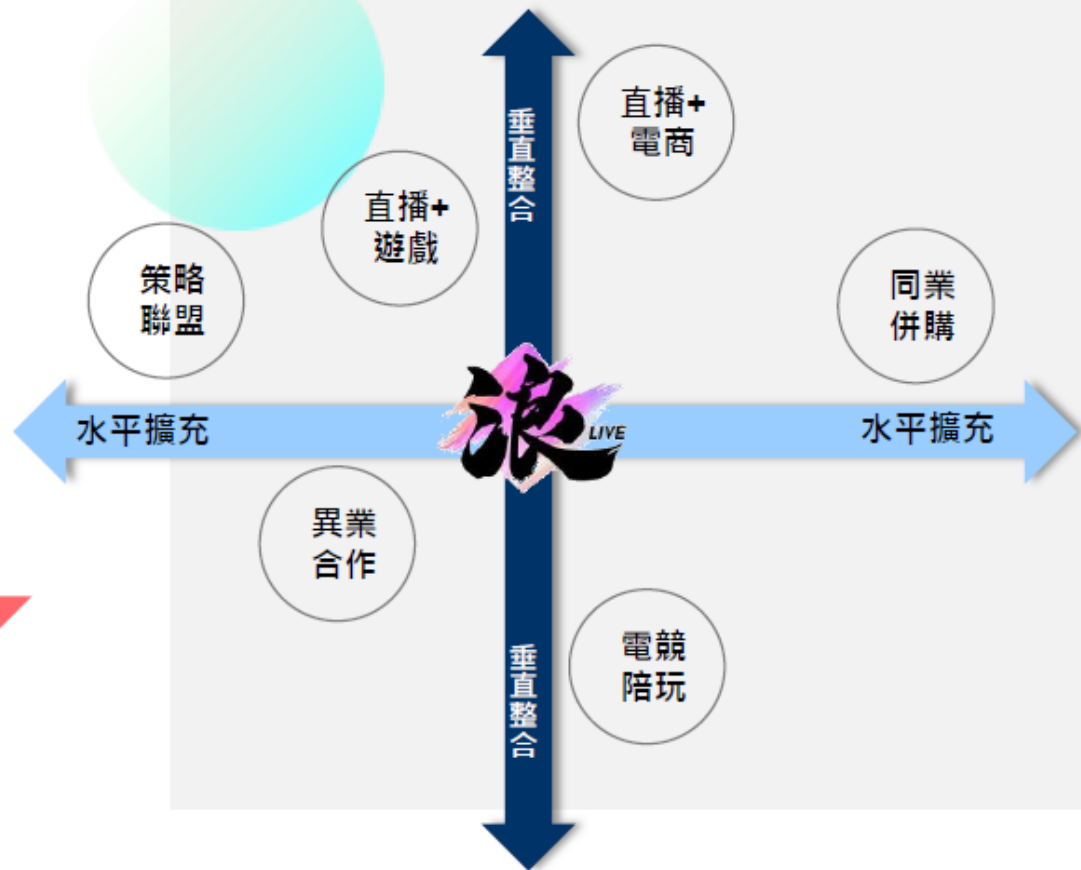 直播+
電商
垂直整合
直播+
遊戲
策略
聯盟
同業
併購
水平擴充
水平擴充
浪 LIVE
異業
合作
電競
陪玩
垂直整合